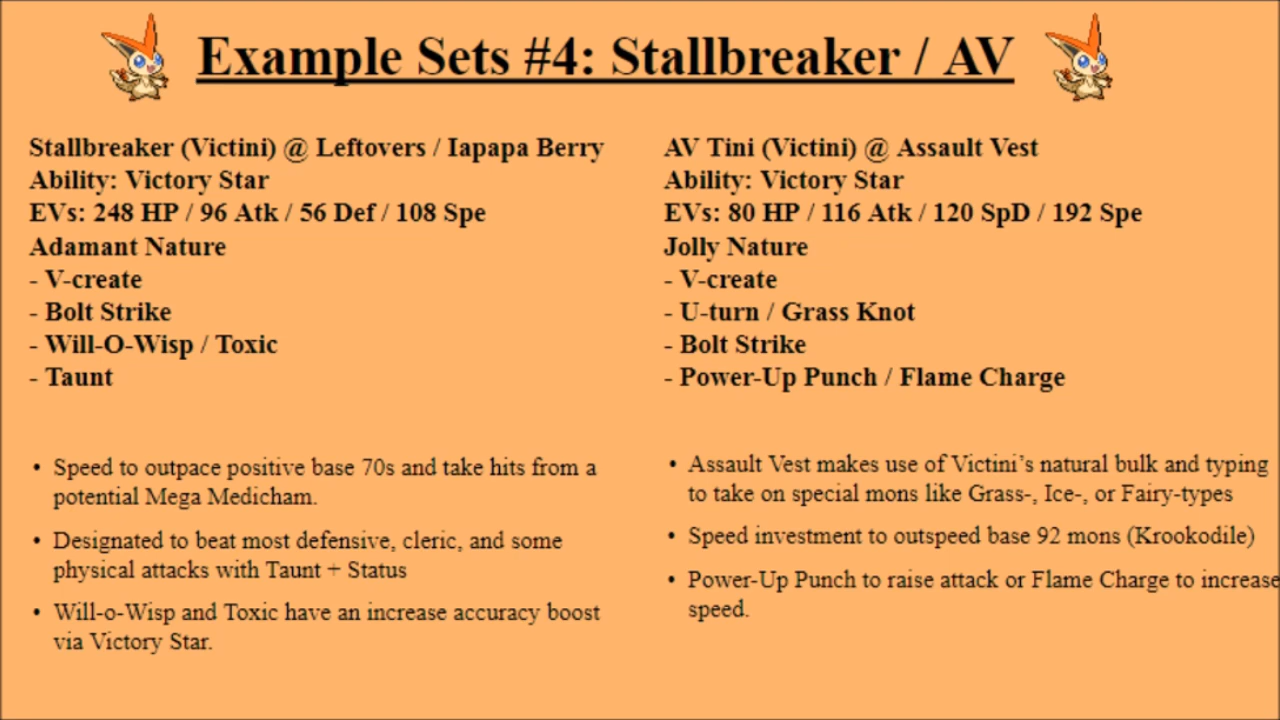 Example Sets #4: Stallbreaker / AV
Stallbreaker (Victini) @ Leftovers / Iapapa Berry
Ability: Victory Star
EVs: 248 HP / 96 Atk / 56 Def / 108 Spe
Adamant Nature
- V-create
- Bolt Strike
- Will-O-Wisp / Toxic
- Taunt
• Speed to outpace positive base 70s and take hits from a
potential Mega Medicham.
• Designated to beat most defensive, cleric, and some
physical attacks with Taunt + Status
• Will-o-Wisp and Toxic have an increase accuracy boost
via Victory Star.
AV Tini (Victini) @ Assault Vest
Ability: Victory Star
EVs: 80 HP / 116 Atk / 120 SpD / 192 Spe
Jolly Nature
- V-create
- U-turn / Grass Knot
- Bolt Strike
- Power-Up Punch / Flame Charge
• Assault Vest makes use of Victini’s natural bulk and typing
to take on special mons like Grass-, Ice-, or Fairy-types
• Speed investment to outspeed base 92 mons (Krookodile)
• Power-Up Punch to raise attack or Flame Charge to increase
speed.